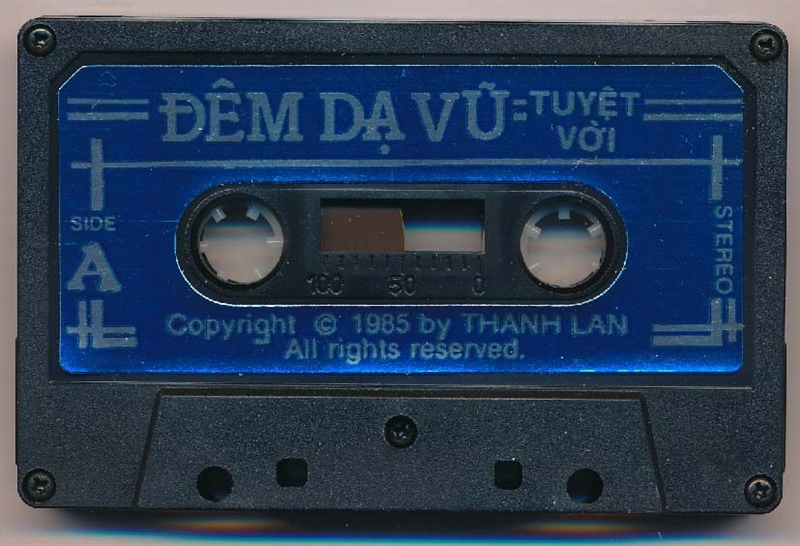 ĐÊM DẠ VŨ = TUYỆT
VỜI
SIDE
A
STEREO
100 50 0
Copyright © 1985 by THANH LAN
All rights reserved.